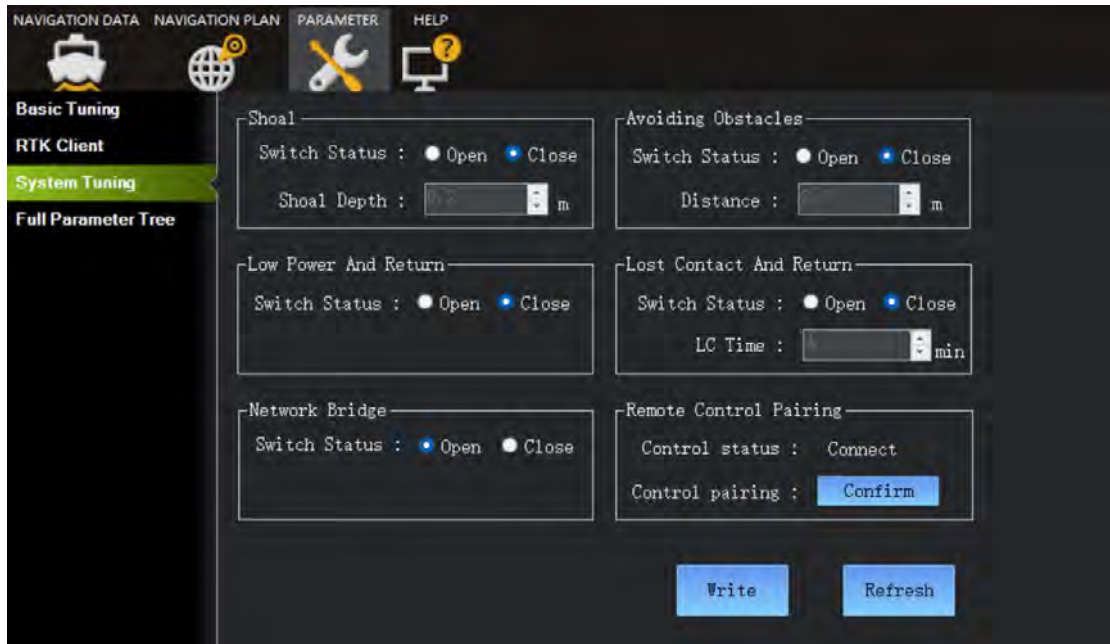 NAVIGATION DATA NAVIGATION PLAN PARAMETER HELP
Basic Tuning
RTK Client
System Tuning
Full Parameter Tree
Shoal
Switch Status : Open Close
Shoal Depth : m
Avoiding Obstacles
Switch Status : Open Close
Distance : m
Low Power And Return
Switch Status : Open Close
Lost Contact And Return
Switch Status : Open Close
LC Time : min
Network Bridge
Switch Status : Open Close
Remote Control Pairing
Control status : Connect
Control pairing : Confirm
Write Refresh